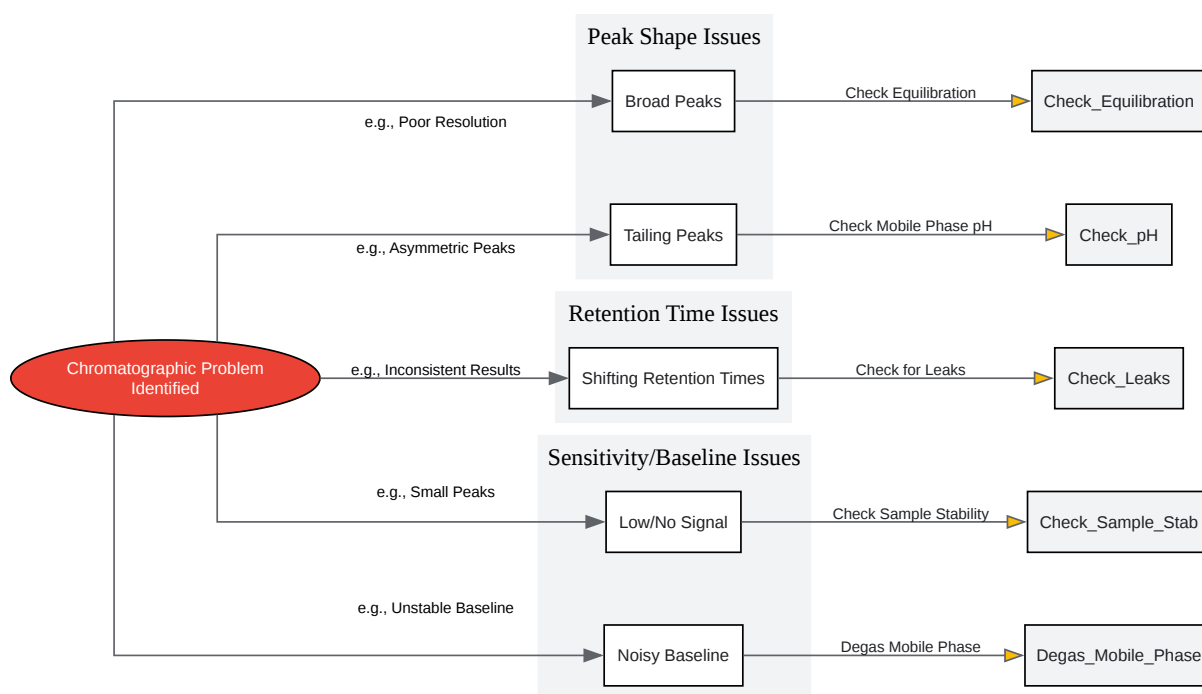 Peak Shape Issues
Broad Peaks
Check Equilibration
Check_Equilibration
e.g., Poor Resolution
Tailing Peaks
Check Mobile Phase pH
Check_pH
e.g., Asymmetric Peaks
Retention Time Issues
Chromatographic Problem
Identified
e.g., Inconsistent Results
Shifting Retention Times
Check for Leaks
Check_Leaks
Sensitivity/Baseline Issues
e.g., Small Peaks
Low/No Signal
Check Sample Stability
Check_Sample_Stab
e.g., Unstable Baseline
Noisy Baseline
Degas Mobile Phase
Degas_Mobile_Phase